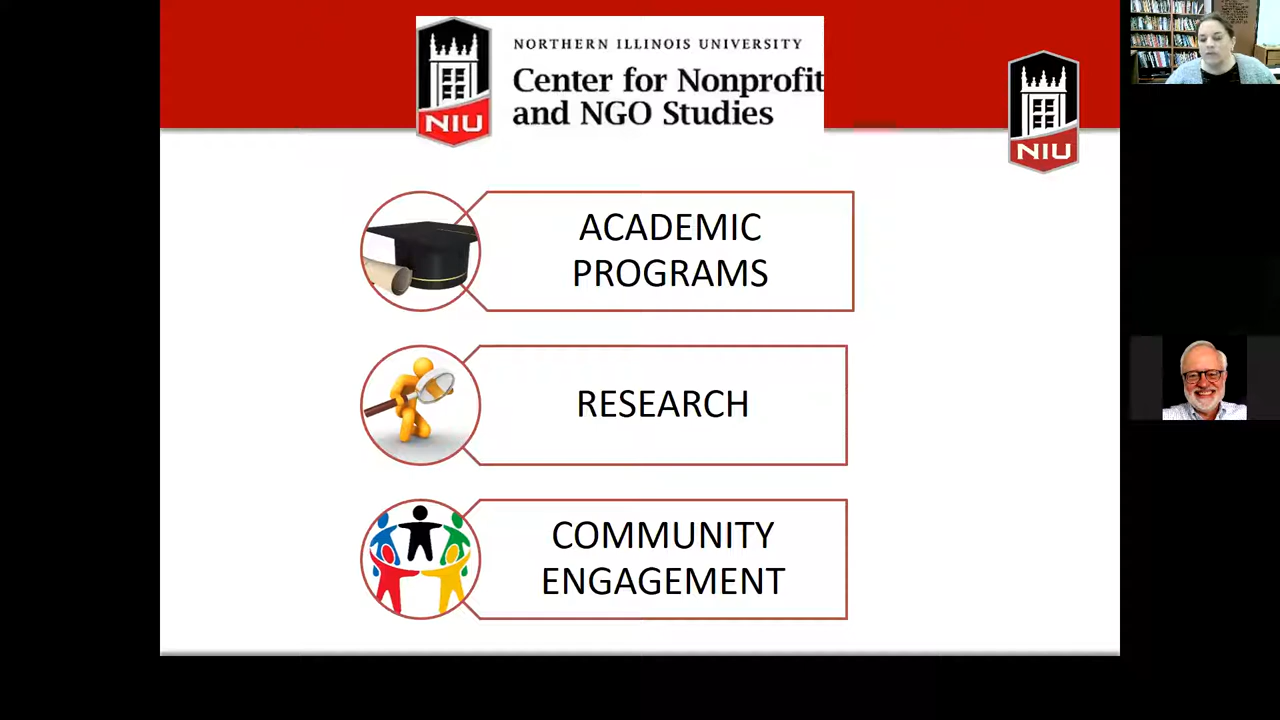 NORTHERN ILLINOIS UNIVERSITY
Center for Nonprofit
and NGO Studies
NIU
NIU
ACADEMIC
PROGRAMS
RESEARCH
COMMUNITY
ENGAGEMENT